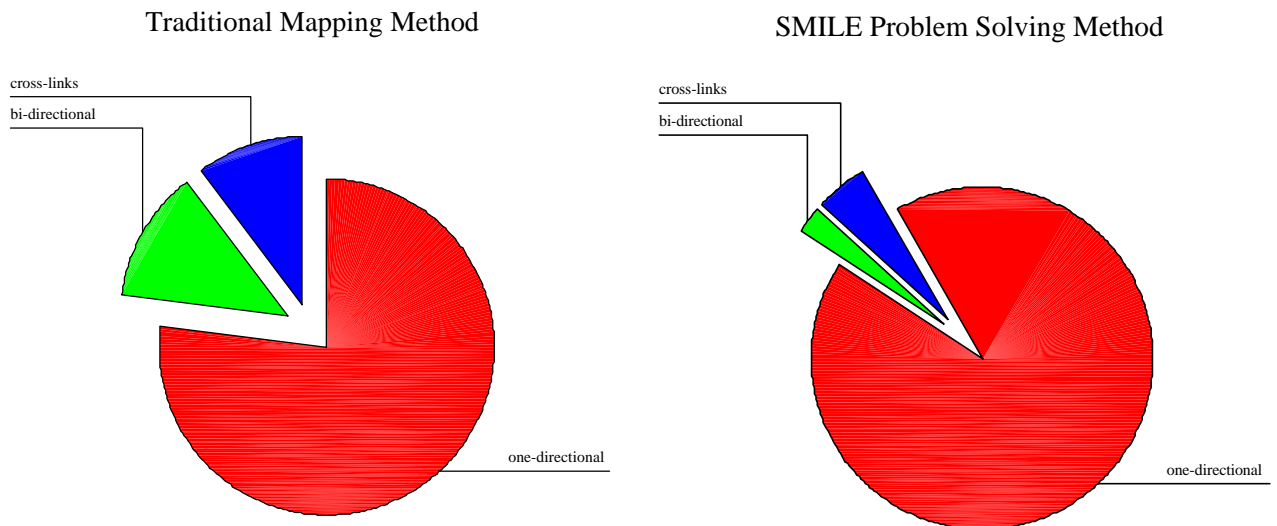 Traditional Mapping Method
cross-links
bi-directional
one-directional
SMILE Problem Solving Method
cross-links
bi-directional
one-directional